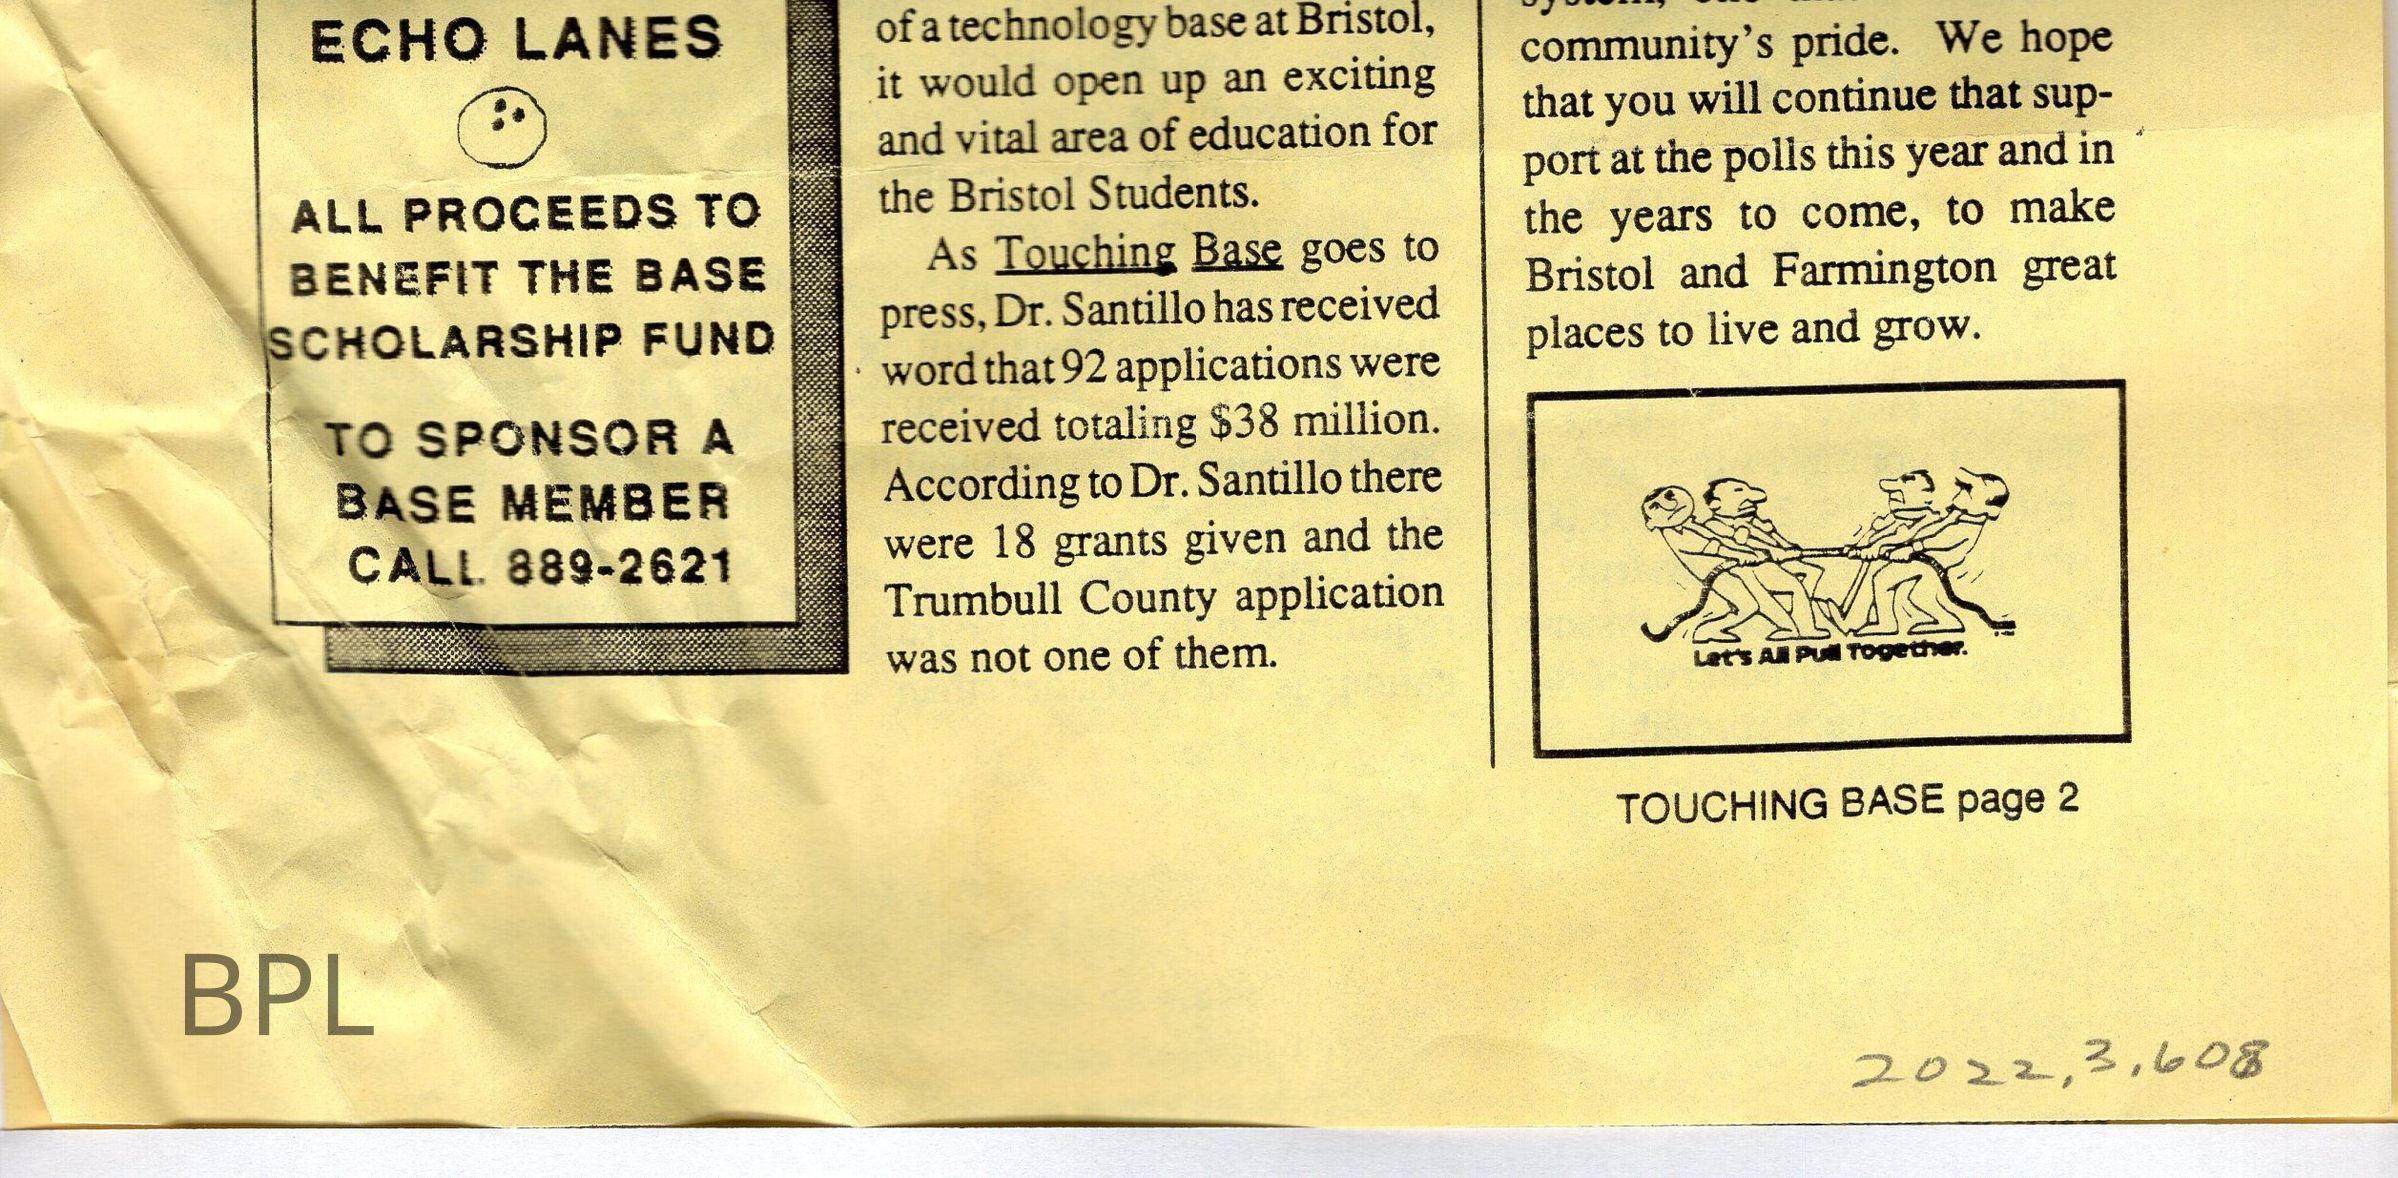 ECHO LANES
ALL PROCEEDS TO
BENEFIT THE BASE
SCHOLARSHIP FUND
TO SPONSOR A
BASE MEMBER
CALL 889-2621
of a technology base at Bristol,
it would open up an exciting
and vital area of education for
the Bristol Students.
As Touching Base goes to
press, Dr. Santillo has received
word that 92 applications were
received totaling $38 million.
According to Dr. Santillo there
were 18 grants given and the
Trumbull County application
was not one of them.
community's pride. We hope
that you will continue that sup-
port at the polls this year and in
the years to come, to make
Bristol and Farmington great
places to live and grow.
Let's All Pull Together.
TOUCHING BASE page 2
BPL
2022.3.608